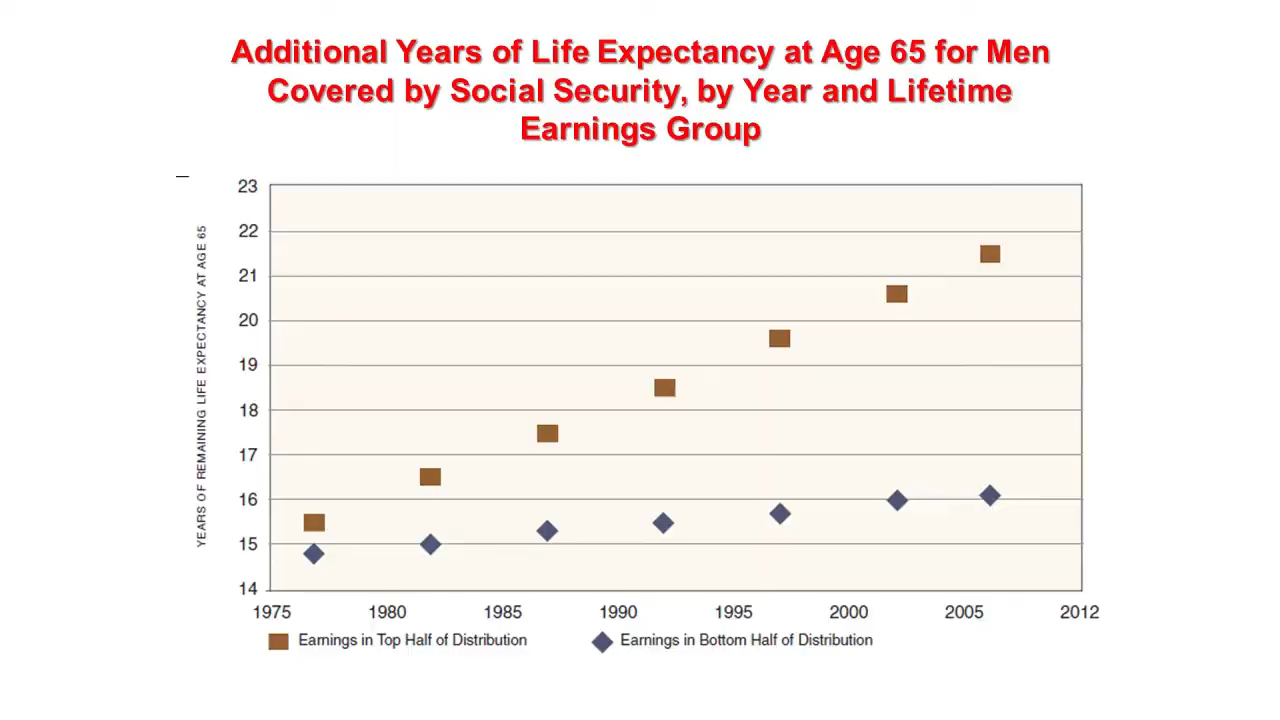 Additional Years of Life Expectancy at Age 65 for Men
Covered by Social Security, by Year and Lifetime
Earnings Group
YEARS OF REMAINING LIFE EXPECTANCY AT AGE 65
23
22
21
20
19
18
17
16
15
14
1975 1980 1985 1990 1995 2000 2005 2012
Earnings in Top Half of Distribution Earnings in Bottom Half of Distribution